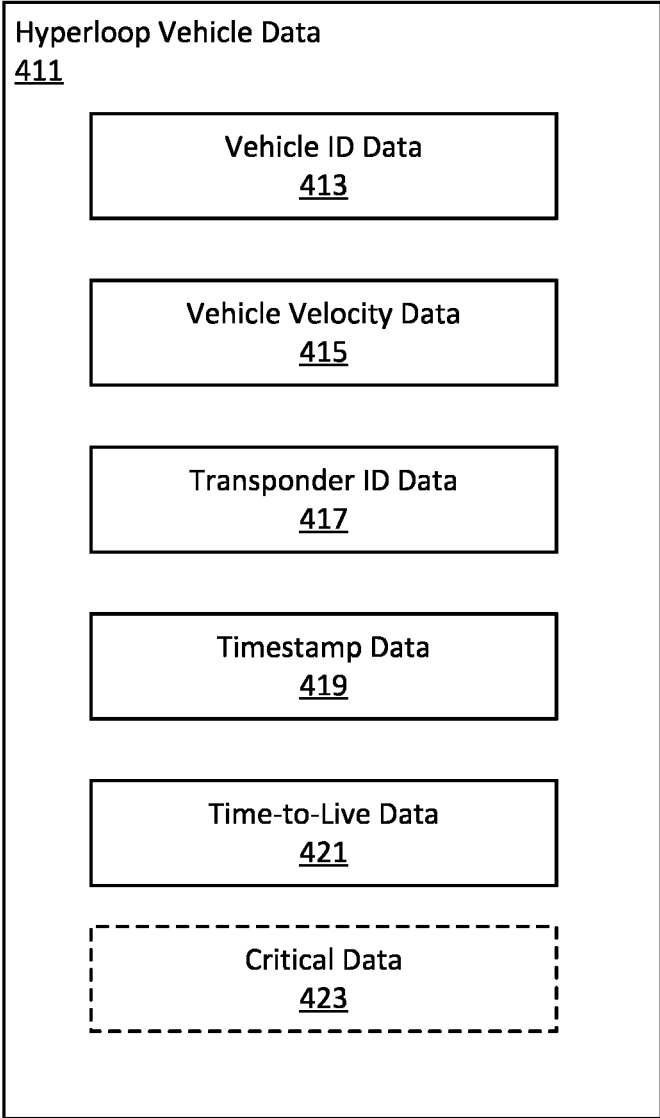 Hyperloop Vehicle Data
411
Vehicle ID Data
413
Vehicle Velocity Data
415
Transponder ID Data
417
Timestamp Data
419
Time-to-Live Data
421
Critical Data
423